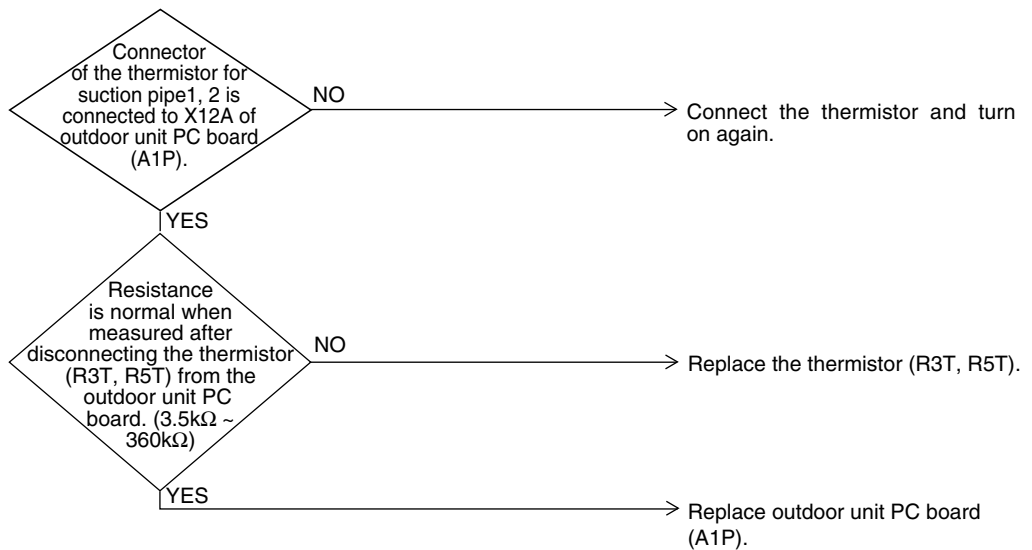 Connector
of the thermistor for
suction pipe1, 2 is
connected to X12A of
outdoor unit PC board
(A1P).
NO
Connect the thermistor and turn
on again.
YES
Resistance
is normal when
measured after
disconnecting the thermistor
(R3T, R5T) from the
outdoor unit PC
board. (3.5kΩ ~
360kΩ)
NO
Replace the thermistor (R3T, R5T).
YES
Replace outdoor unit PC board
(A1P).